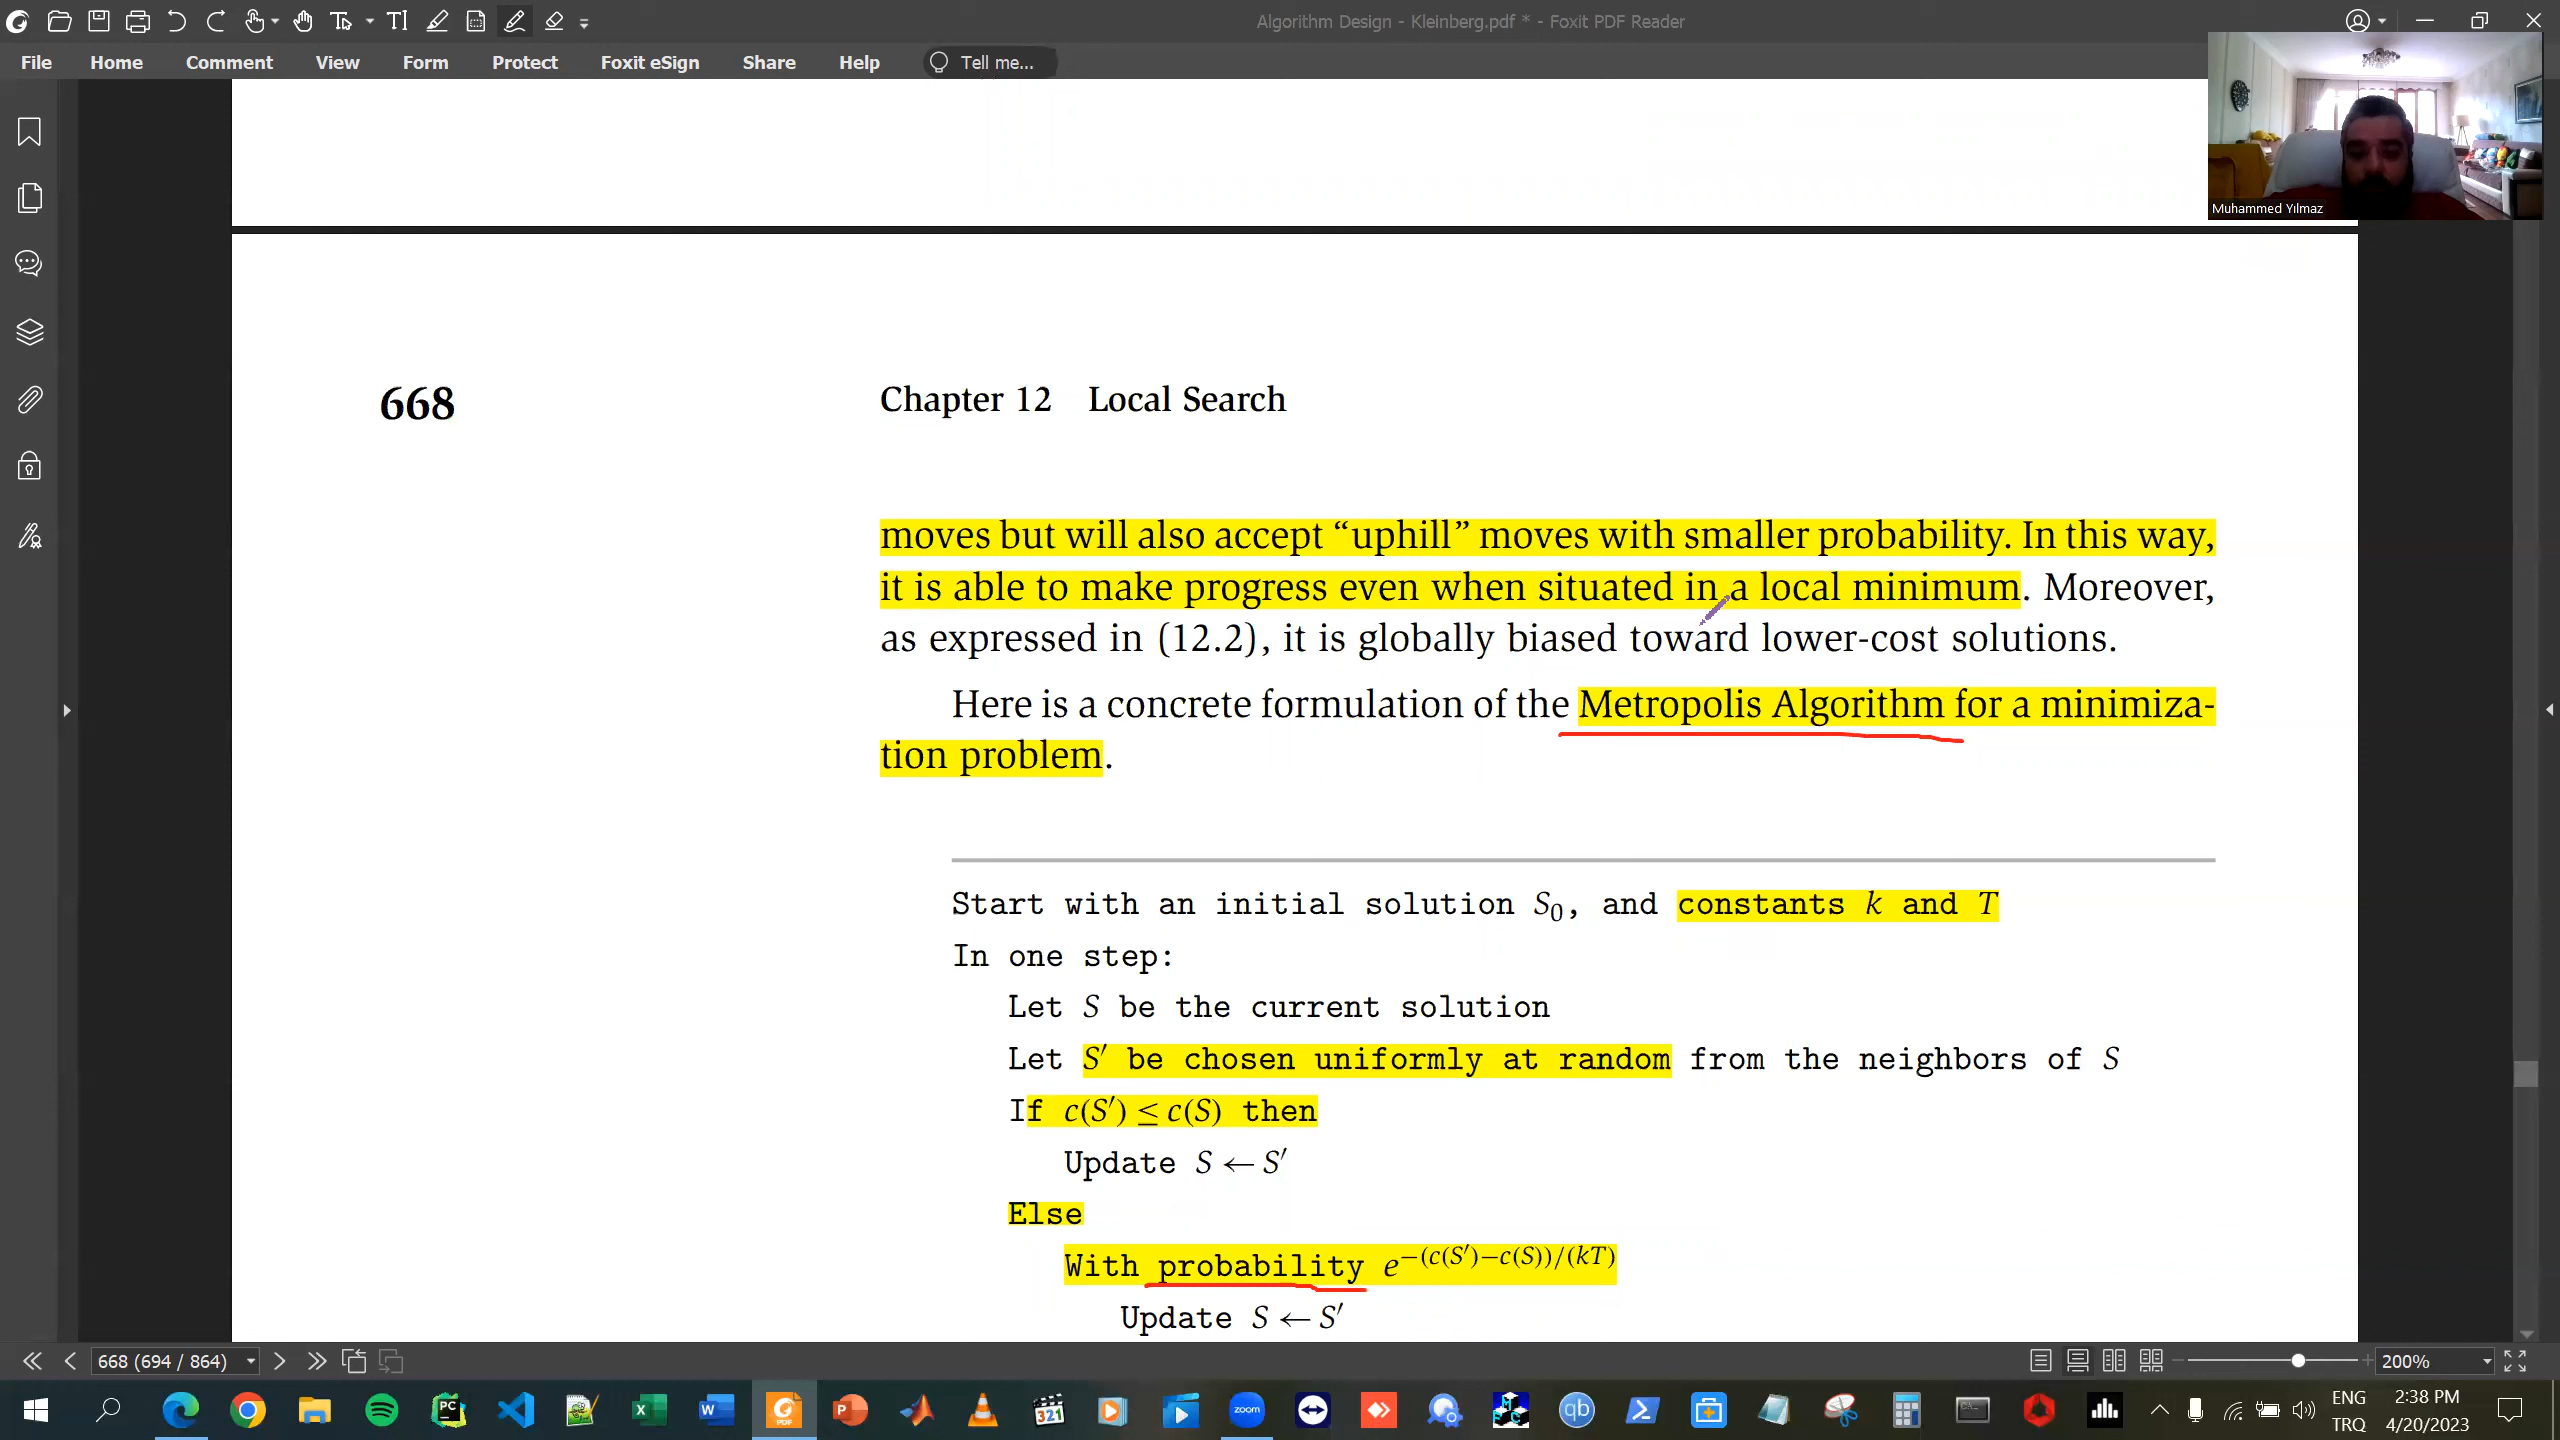 Algorithm Design - Kleinberg.pdf * - Foxit PDF Reader
File Home Comment View Form Protect Foxit eSign Share Help Tell me...
Muhammed Yılmaz
668 Chapter 12 Local Search
moves but will also accept “uphill” moves with smaller probability. In this way,
it is able to make progress even when situated in a local minimum. Moreover,
as expressed in (12.2), it is globally biased toward lower-cost solutions.
Here is a concrete formulation of the Metropolis Algorithm for a minimiza-
tion problem.
Start with an initial solution S₀, and constants k and T
In one step:
Let S be the current solution
Let S′ be chosen uniformly at random from the neighbors of S
If c(S′) ≤ c(S) then
Update S ← S′
Else
With probability e^−(c(S′)−c(S))/(kT)
Update S ← S′
668 (694 / 864) 200%
zoom
PDF
PC
X
W
P
321
qb
ENG 2:38 PM
TRQ 4/20/2023